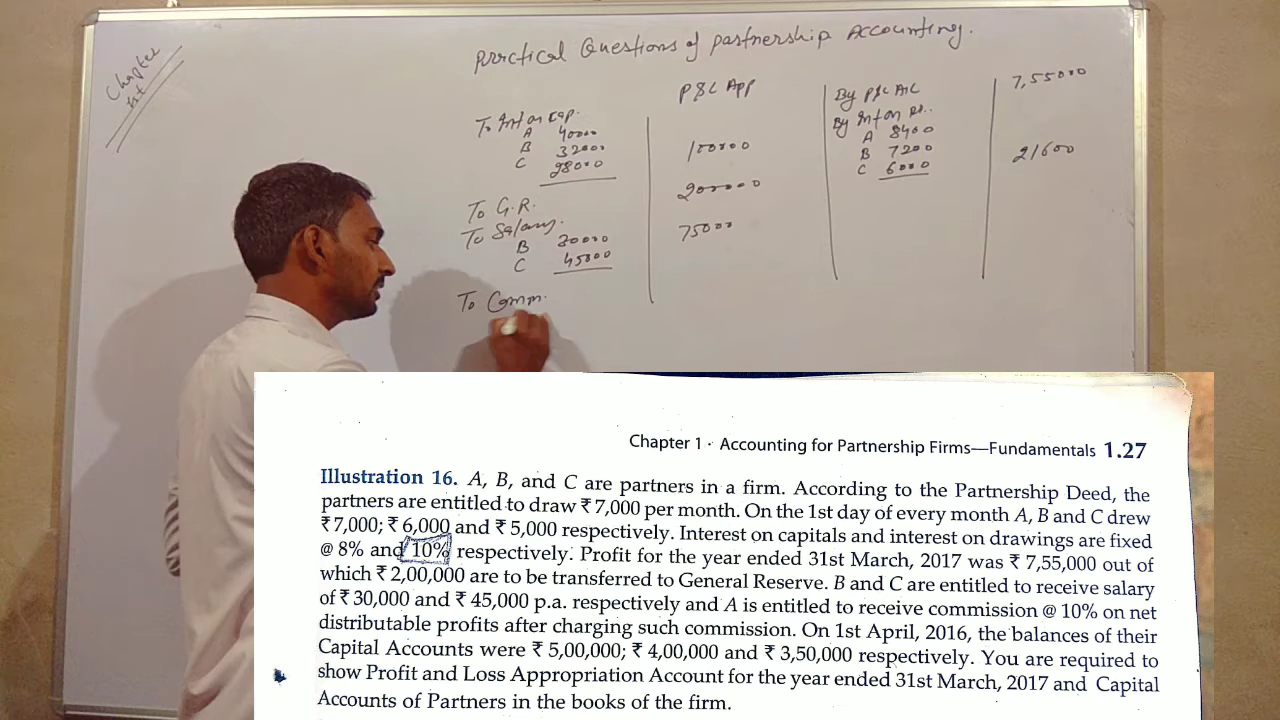 Chapter
1st
Practical Questions of partnership Accounting.
P&L App
To Int on Cap.
A 40000
B 32000
C 28000
100000
To G.R. 200000
To Salary. 75000
B 30000
C 45000
To Comm.
By P/L A/C 7,55000
By Int on Dr..
A 8400
B 7200
C 6000
21600
Chapter 1 · Accounting for Partnership Firms—Fundamentals 1.27
Illustration 16. A, B, and C are partners in a firm. According to the Partnership Deed, the
partners are entitled to draw ₹ 7,000 per month. On the 1st day of every month A, B and C drew
₹ 7,000; ₹ 6,000 and ₹ 5,000 respectively. Interest on capitals and interest on drawings are fixed
@ 8% and 10% respectively. Profit for the year ended 31st March, 2017 was ₹ 7,55,000 out of
which ₹ 2,00,000 are to be transferred to General Reserve. B and C are entitled to receive salary
of ₹ 30,000 and ₹ 45,000 p.a. respectively and A is entitled to receive commission @ 10% on net
distributable profits after charging such commission. On 1st April, 2016, the balances of their
Capital Accounts were ₹ 5,00,000; ₹ 4,00,000 and ₹ 3,50,000 respectively. You are required to
show Profit and Loss Appropriation Account for the year ended 31st March, 2017 and Capital
Accounts of Partners in the books of the firm.